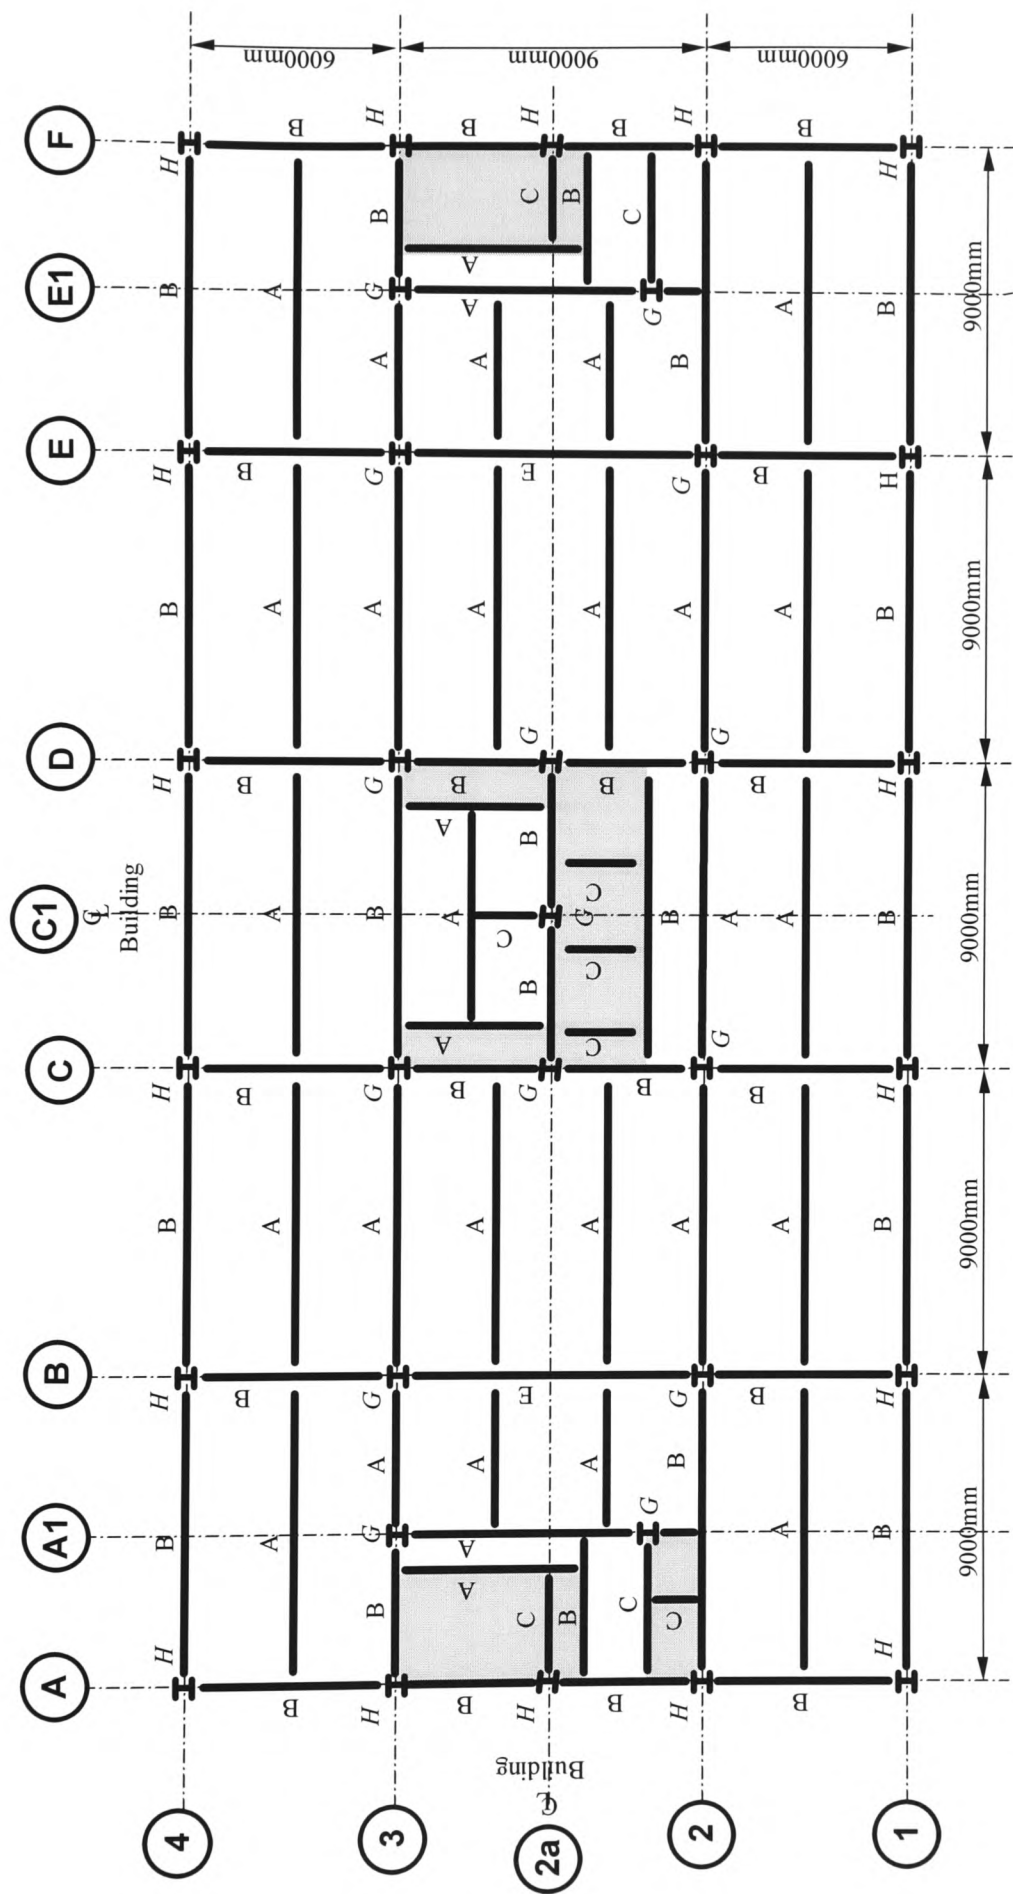 A A1 B C C1 D E E1 F
Building
4
H B H B H B H B H B H
B A B A B A B A B A B
6000mm
3
H B G A G A G B G A G A G B H
B A A A E A B A A A B A E A A A B
Building
2a
H C G B C B G C H
B B A A B C C G C B A A B B
9000mm
C C G B B C G
2
H B G A G A G A G B H
B A B A B A B A B A B
6000mm
1
H B H B H B H B H B H
9000mm 9000mm 9000mm 9000mm 9000mm